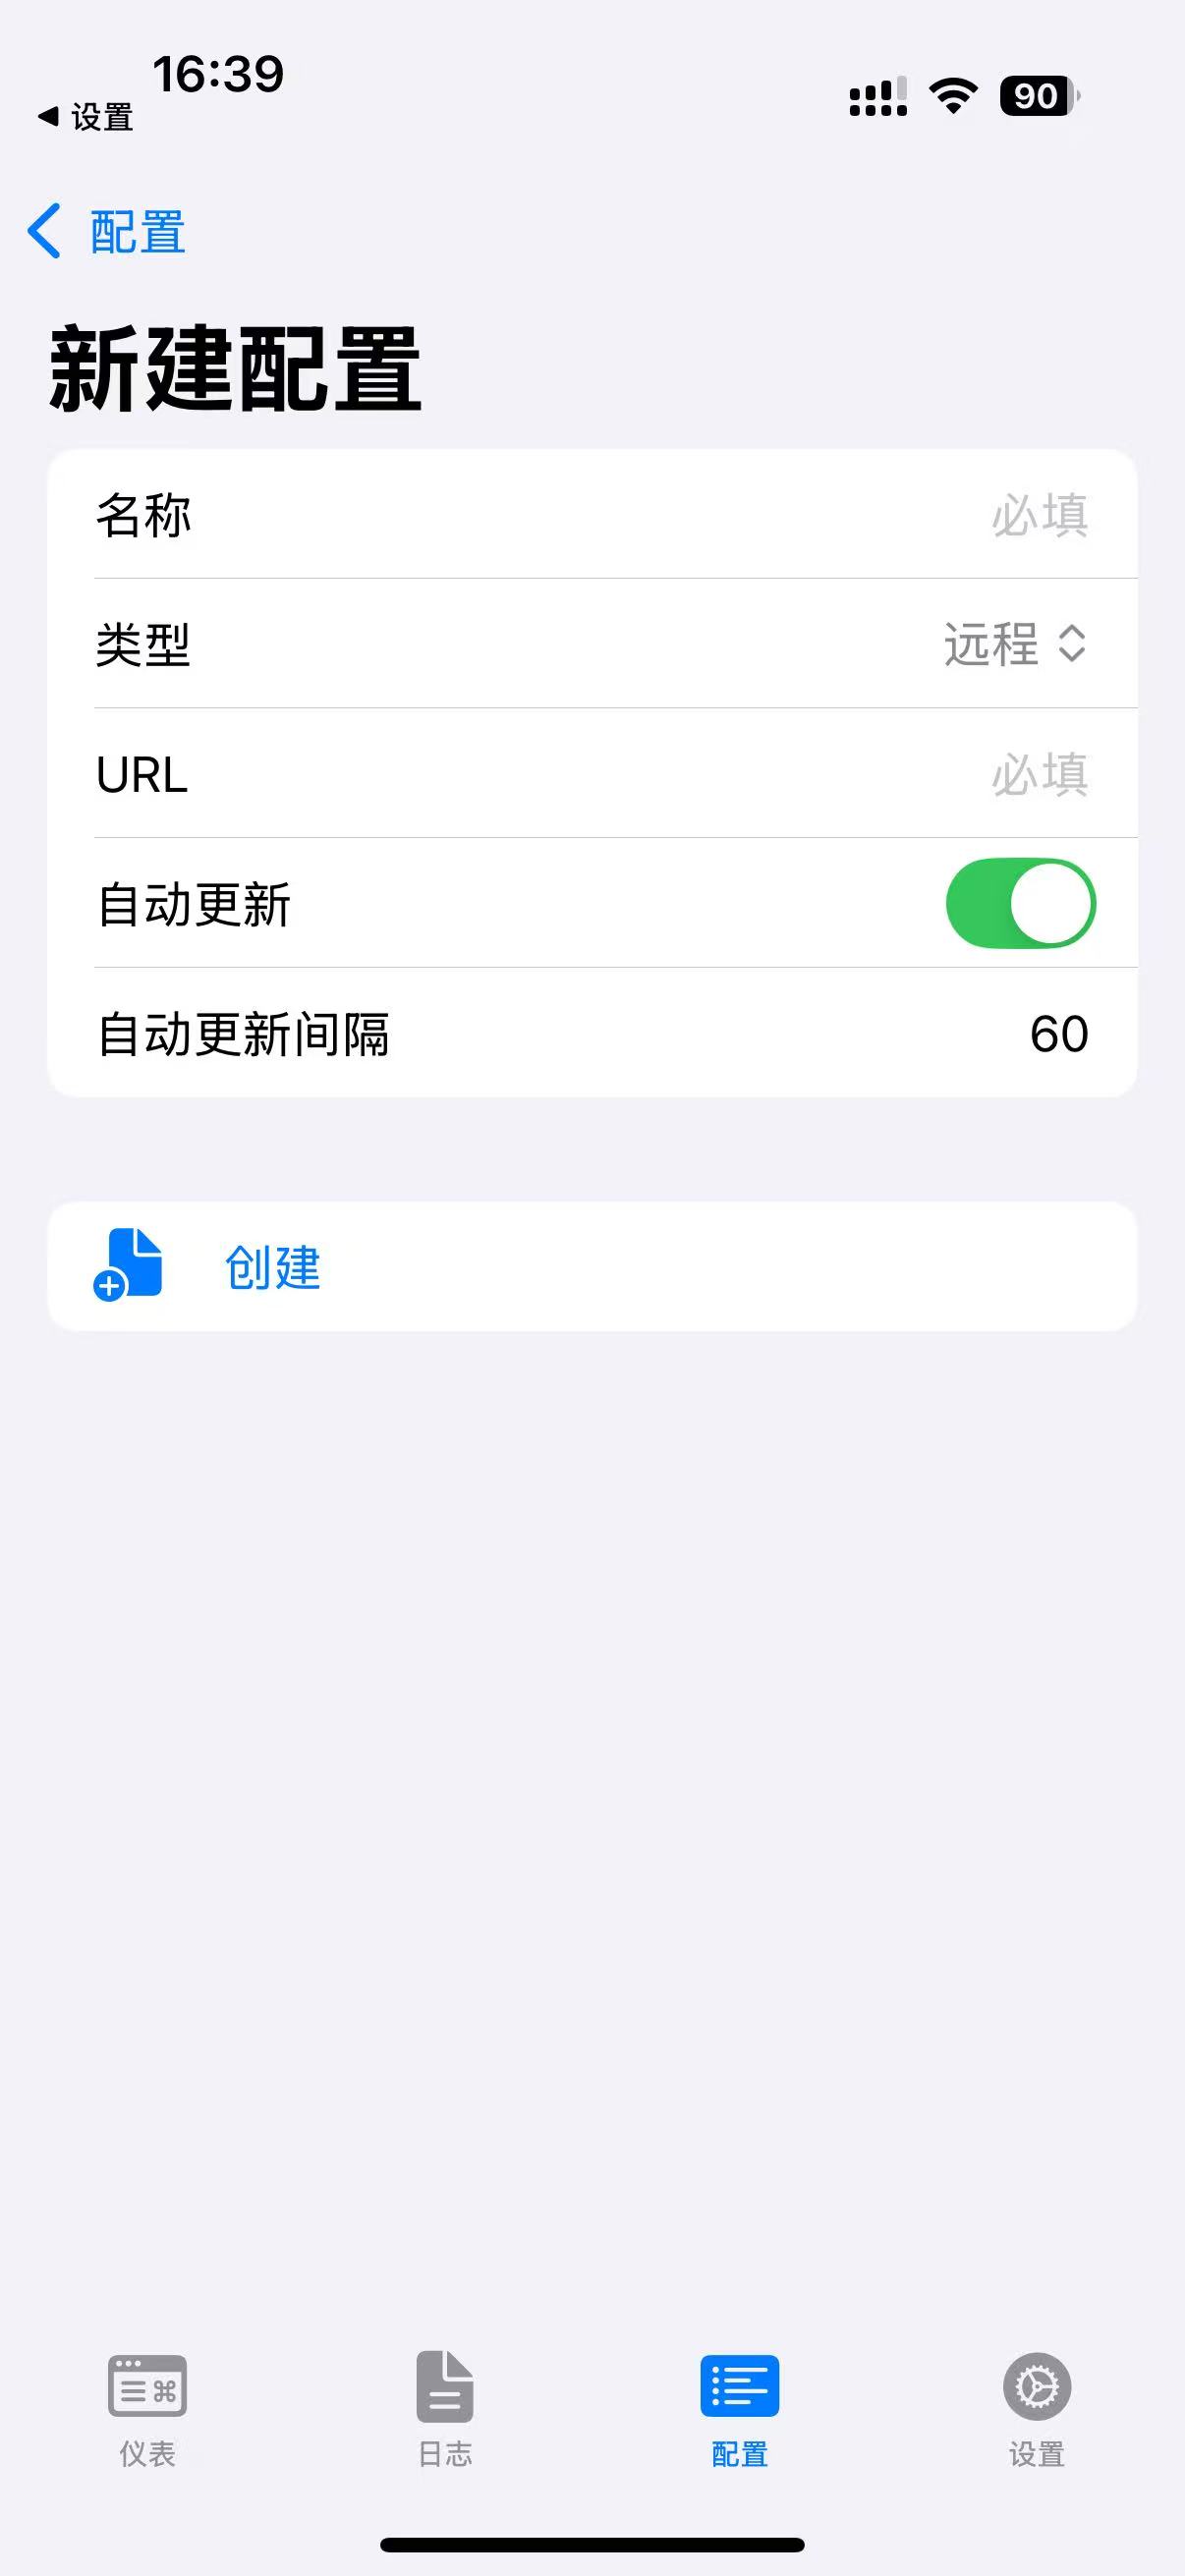 16:39
设置
90
配置
新建配置
名称 必填
类型 远程
URL 必填
自动更新
自动更新间隔 60
创建
仪表 日志 配置 设置